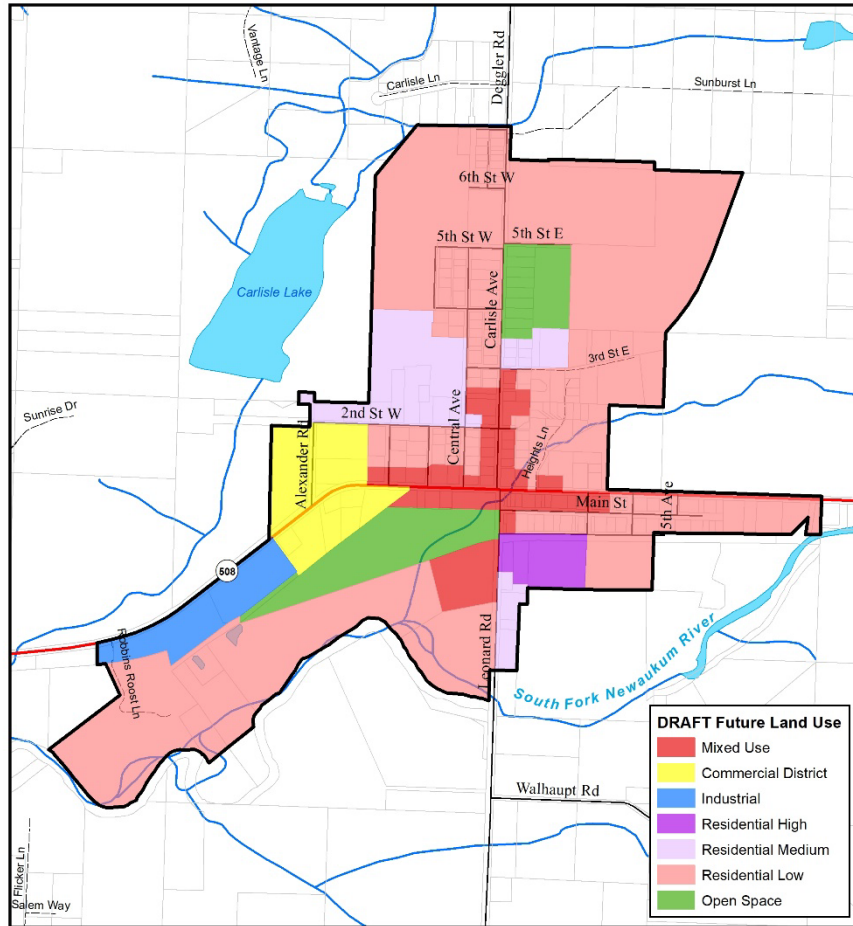 Vantage Ln
Deggler Rd
Carlisle Ln
Sunburst Ln
6th St W
5th St W
5th St E
Carlisle Ave
Carlisle Lake
3rd St E
Sunrise Dr
2nd St W
Central Ave
Heights Ln
Alexander Rd
Main St
5th Ave
508
Robbins Roost Ln
Leonard Rd
South Fork Newaukum River
Walhaupt Rd
S Flicker Ln
Salem Way
DRAFT Future Land Use
Mixed Use
Commercial District
Industrial
Residential High
Residential Medium
Residential Low
Open Space